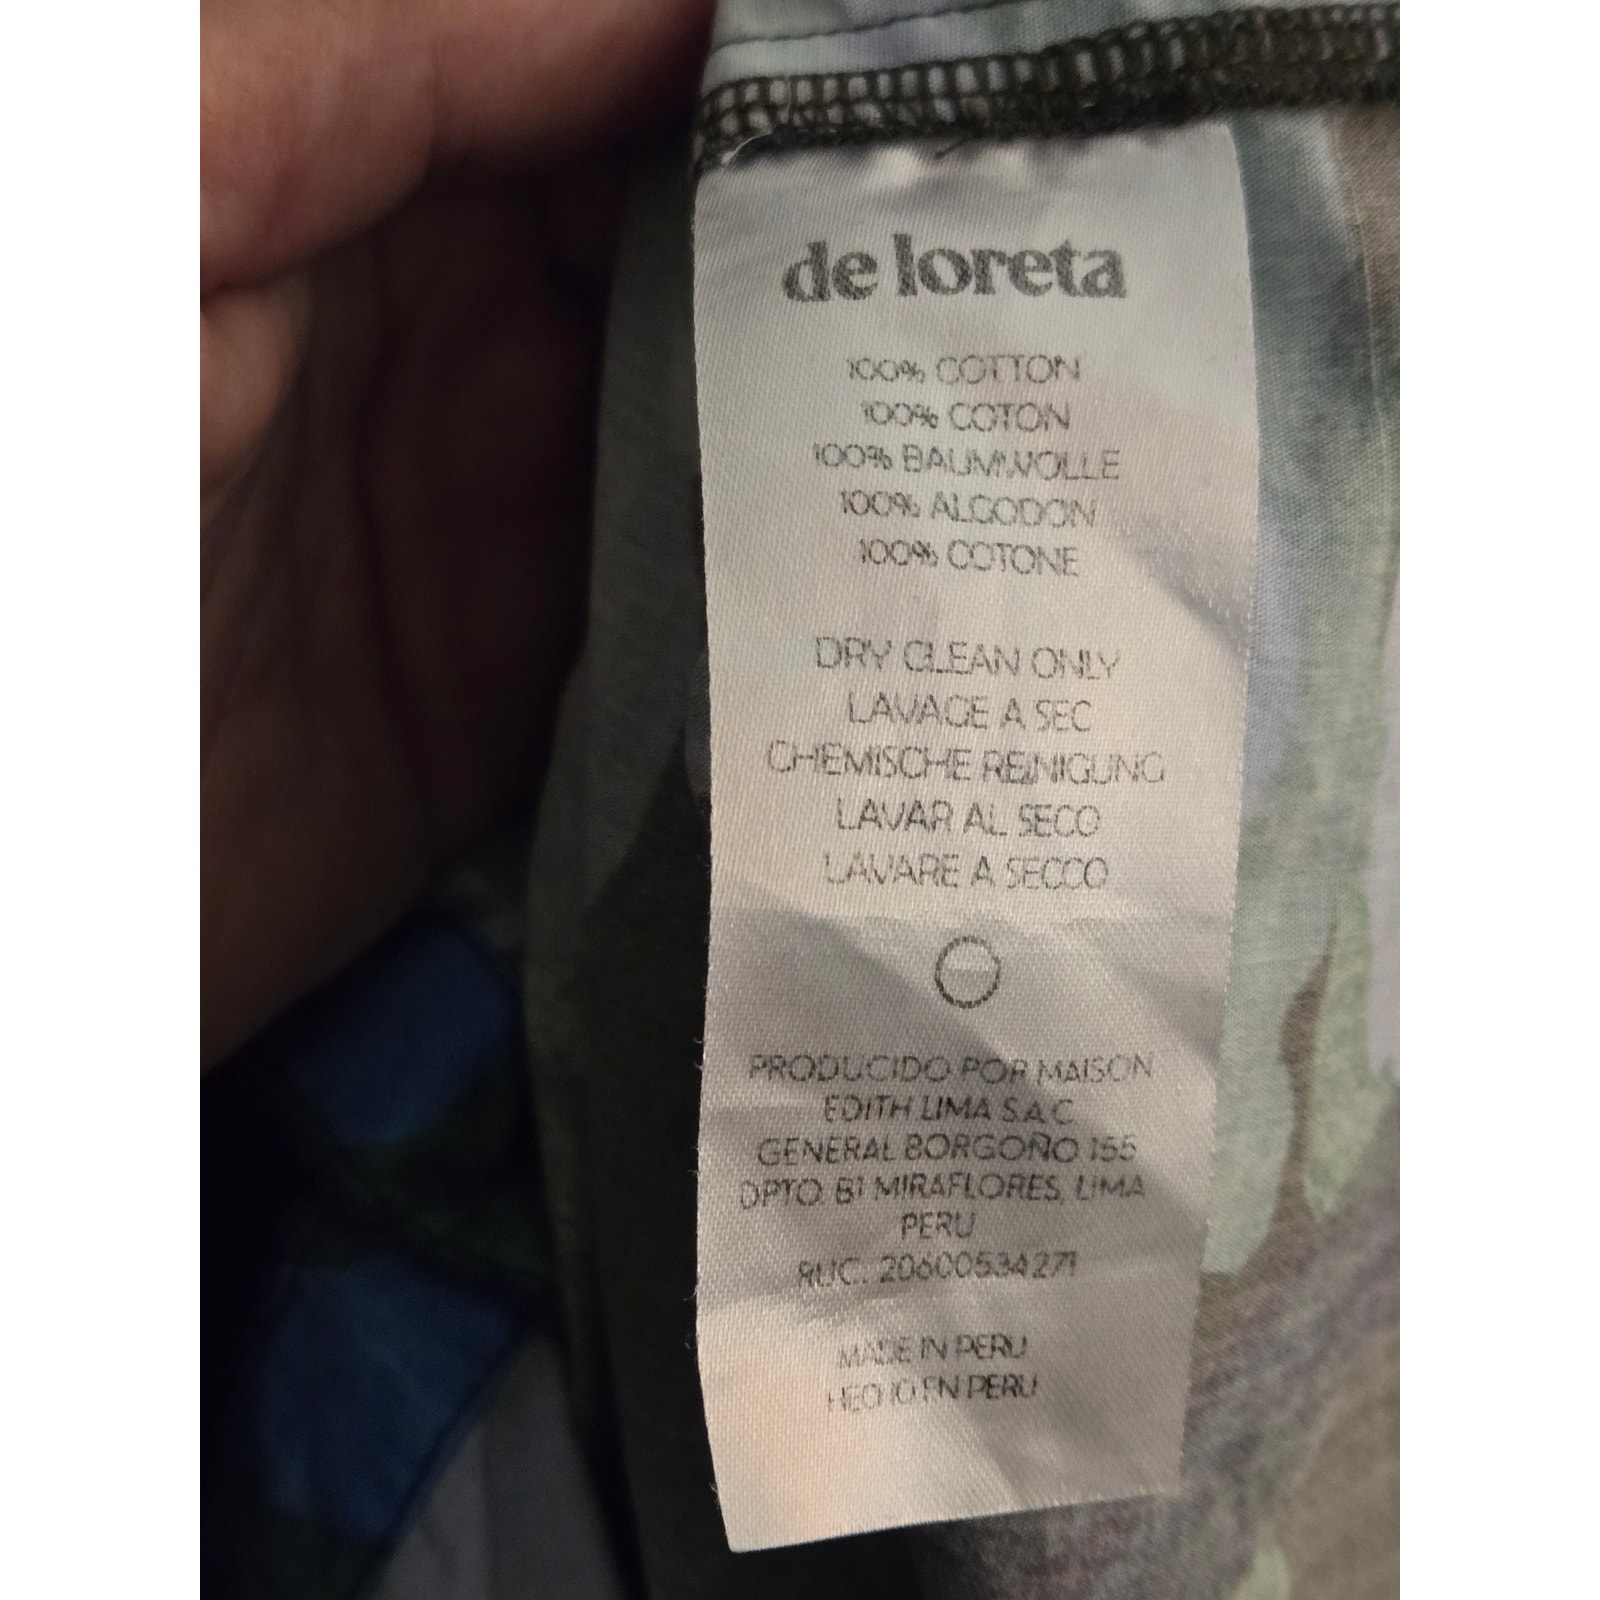 de loreta
100% COTTON
100% COTON
100% BAUMWOLLE
100% ALGODON
100% COTONE
DRY CLEAN ONLY
LAVAGE A SEC
CHEMISCHE REINIGUNG
LAVAR AL SECO
LAVARE A SECCO
PRODUCIDO POR MAISON
EDITH LIMA S.A.C
GENERAL BORGOÑO 155
DPTO. B1 MIRAFLORES, LIMA
PERU
RUC. 20600534271
MADE IN PERU
HECHO EN PERU